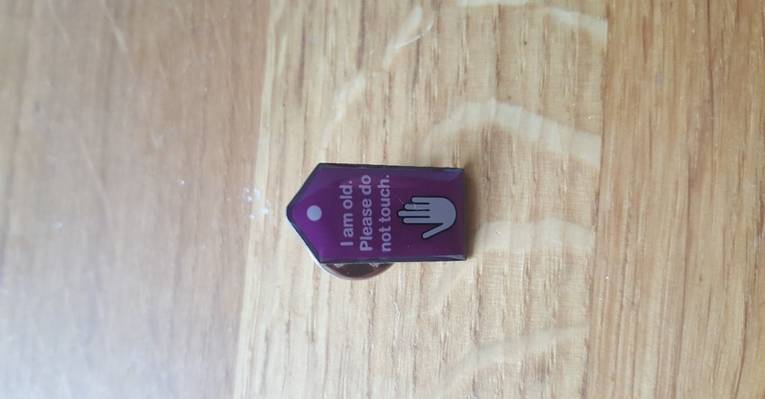 I am old.
Please do
not touch.